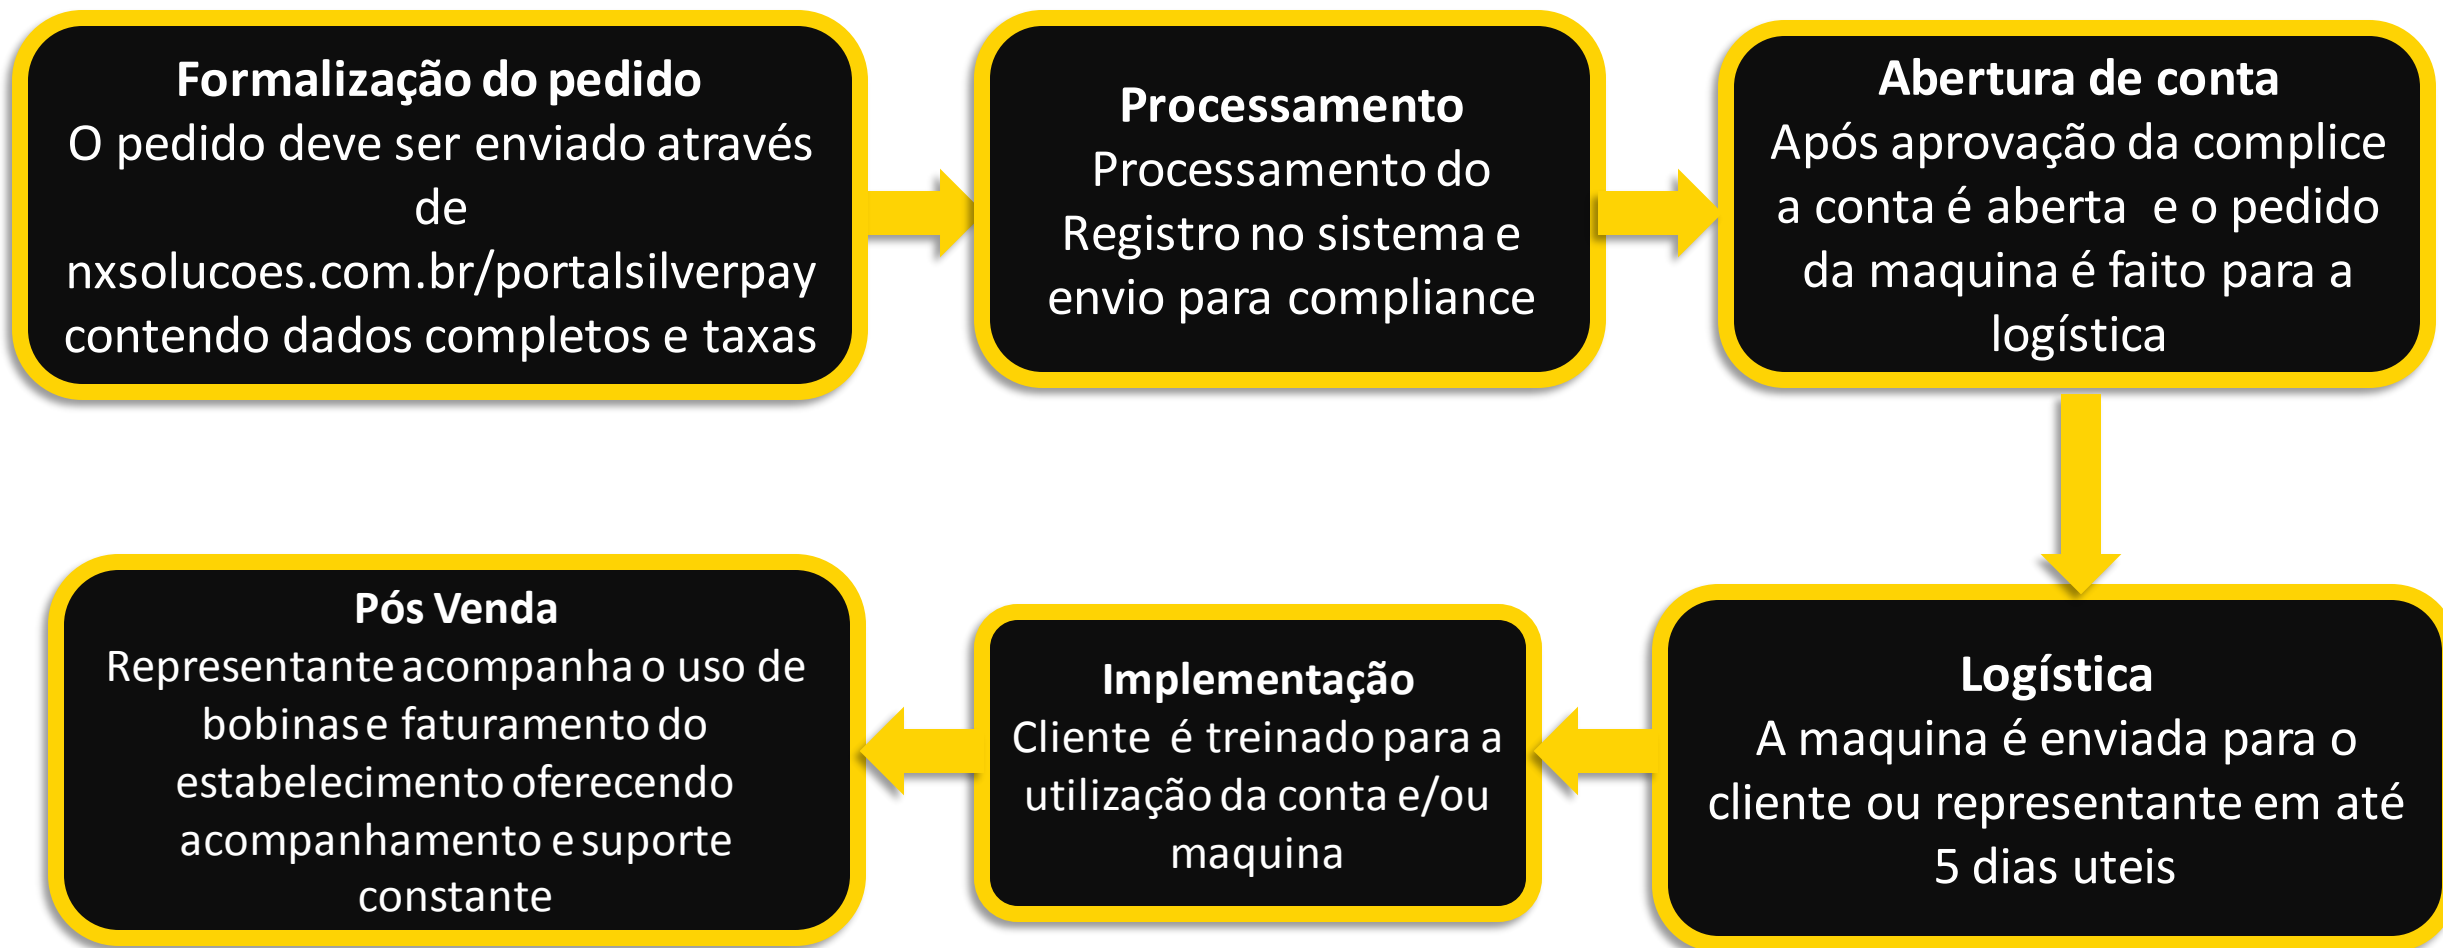 Formalização do pedido
O pedido deve ser enviado através
de
nxsolucoes.com.br/portalsilverpay
contendo dados completos e taxas
Processamento
Processamento do
Registro no sistema e
envio para compliance
Abertura de conta
Após aprovação da complice
a conta é aberta e o pedido
da maquina é faito para a
logística
Logística
A maquina é enviada para o
cliente ou representante em até
5 dias uteis
Implementação
Cliente é treinado para a
utilização da conta e/ou
maquina
Pós Venda
Representante acompanha o uso de
bobinas e faturamento do
estabelecimento oferecendo
acompanhamento e suporte
constante